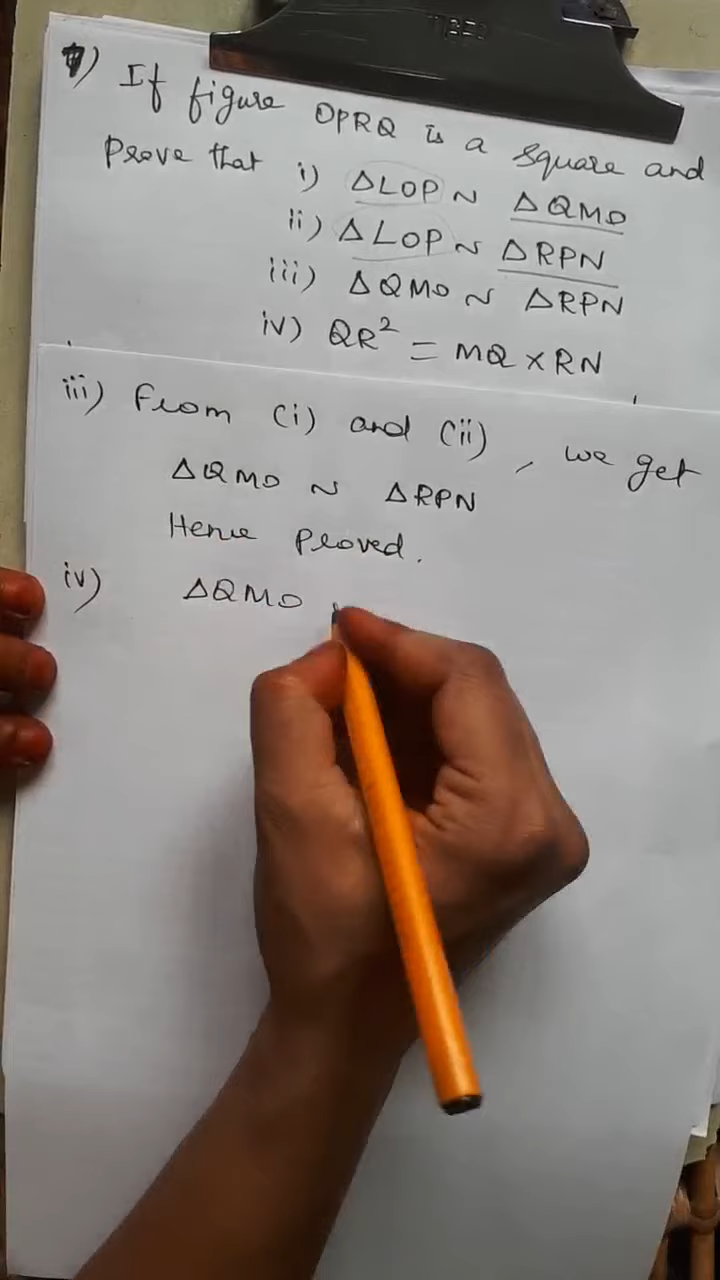 7) If figure OPRQ is a square and
Prove that i) ΔLOP ~ ΔQMO
ii) ΔLOP ~ ΔRPN
iii) ΔQMO ~ ΔRPN
iv) QR² = MQ × RN
iii) From (i) and (ii), we get
ΔQMO ~ ΔRPN
Hence Proved.
iv) ΔQMO